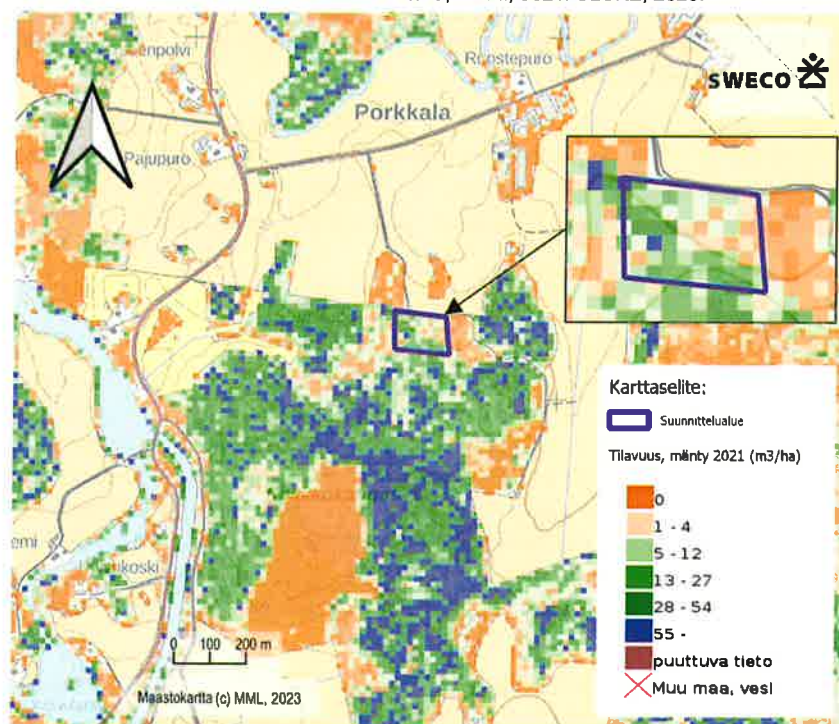 Roostepuro
SWECO
Porkkala
Pajupuro
Karttaselite:
Suunnittelualue
Tilavuus, mänty 2021 (m3/ha)
0
1 - 4
5 - 12
13 - 27
28 - 54
55 -
puuttuva tieto
Muu maa, vesi
0 100 200 m
Maastokartta (c) MML, 2023